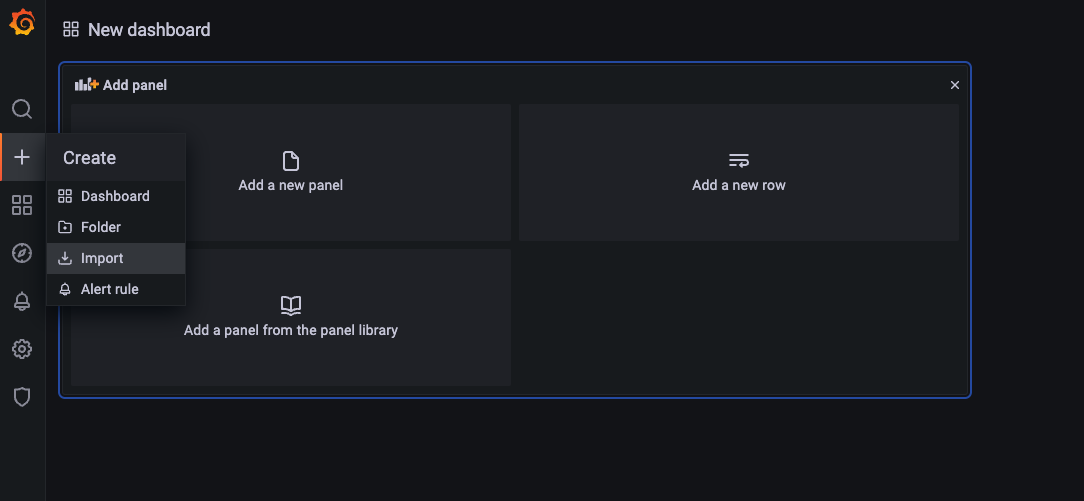 New dashboard
Add panel
Create
Dashboard
Folder
Import
Alert rule
Add a new panel
Add a new row
Add a panel from the panel library